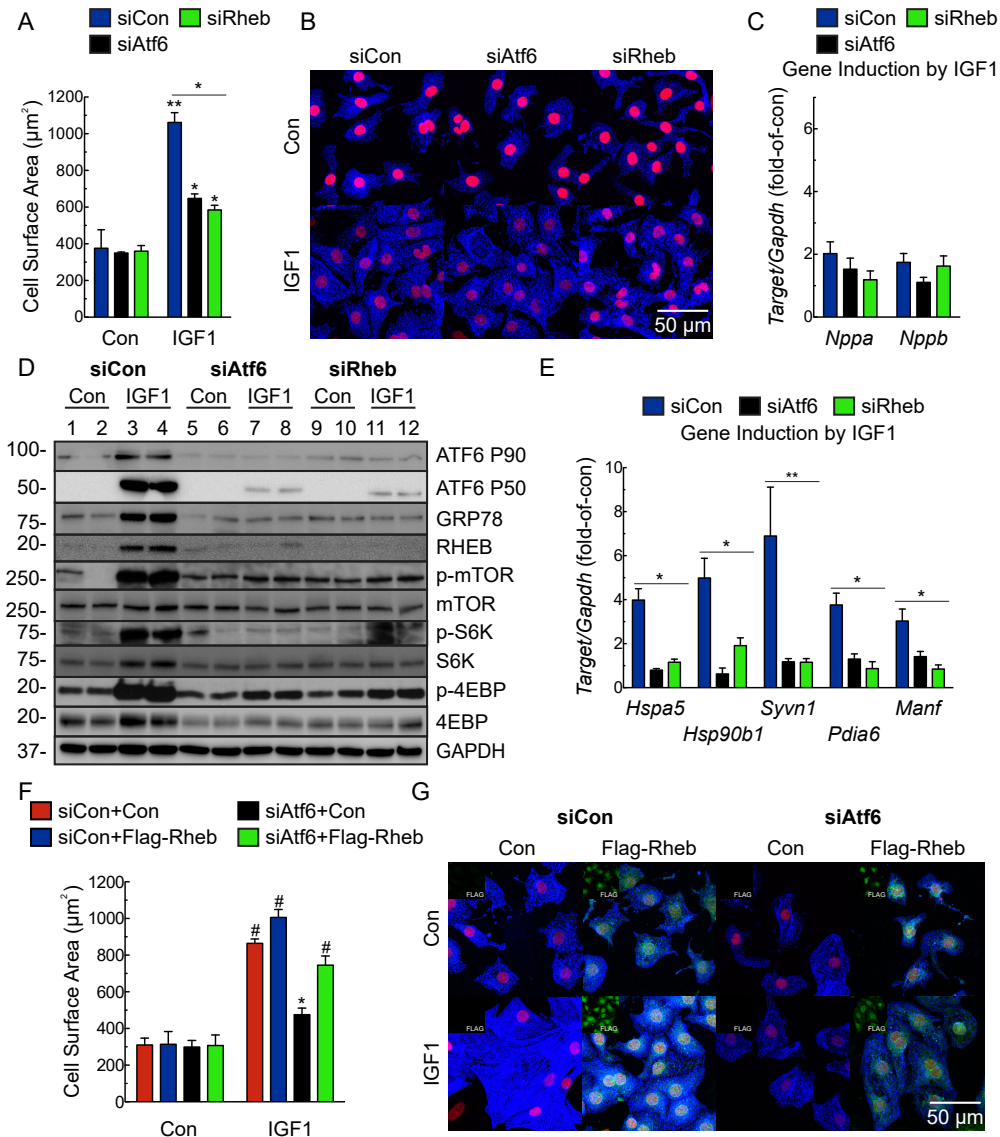 A
siCon siRheb
siAtf6
Cell Surface Area (µm²)
1200
1000
800
600
400
200
0
**
*
*
*
Con IGF1
B
siCon siAtf6 siRheb
Con
IGF1
50 µm
C
siCon siRheb
siAtf6
Gene Induction by IGF1
Target/Gapdh (fold-of-con)
6
4
2
0
Nppa Nppb
D
siCon siAtf6 siRheb
Con IGF1 Con IGF1 Con IGF1
1 2 3 4 5 6 7 8 9 10 11 12
100- ATF6 P90
50- ATF6 P50
75- GRP78
20- RHEB
250- p-mTOR
250- mTOR
75- p-S6K
75- S6K
20- p-4EBP
20- 4EBP
37- GAPDH
E
siCon siAtf6 siRheb
Gene Induction by IGF1
Target/Gapdh (fold-of-con)
10
8
6
4
2
0
*
*
**
*
*
Hspa5 Syvn1 Manf
Hsp90b1 Pdia6
F
siCon+Con siAtf6+Con
siCon+Flag-Rheb siAtf6+Flag-Rheb
Cell Surface Area (µm²)
1200
1000
800
600
400
200
0
#
#
*
#
Con IGF1
G
siCon siAtf6
Con Flag-Rheb Con Flag-Rheb
Con
FLAG FLAG FLAG FLAG
IGF1
FLAG FLAG FLAG FLAG
50 µm